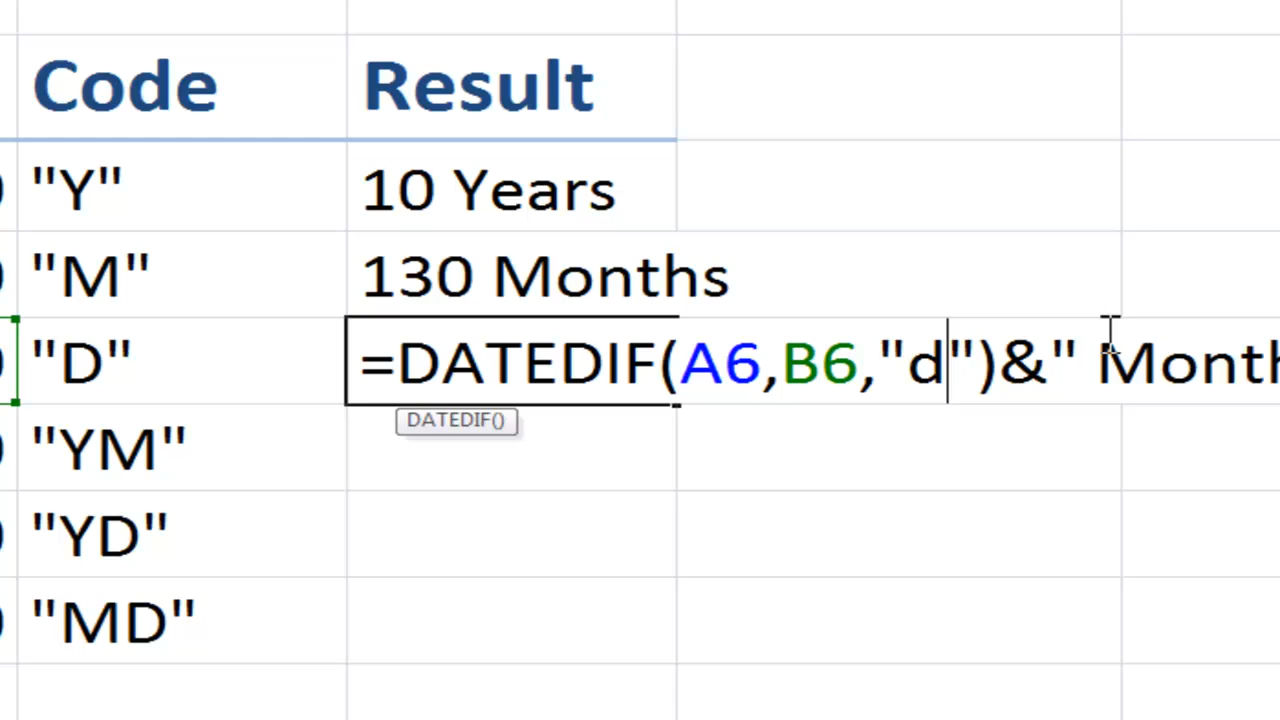 Code Result
"Y" 10 Years
"M" 130 Months
"D" =DATEDIF(A6,B6,"d")&" Month
DATEDIF()
"YM"
"YD"
"MD"